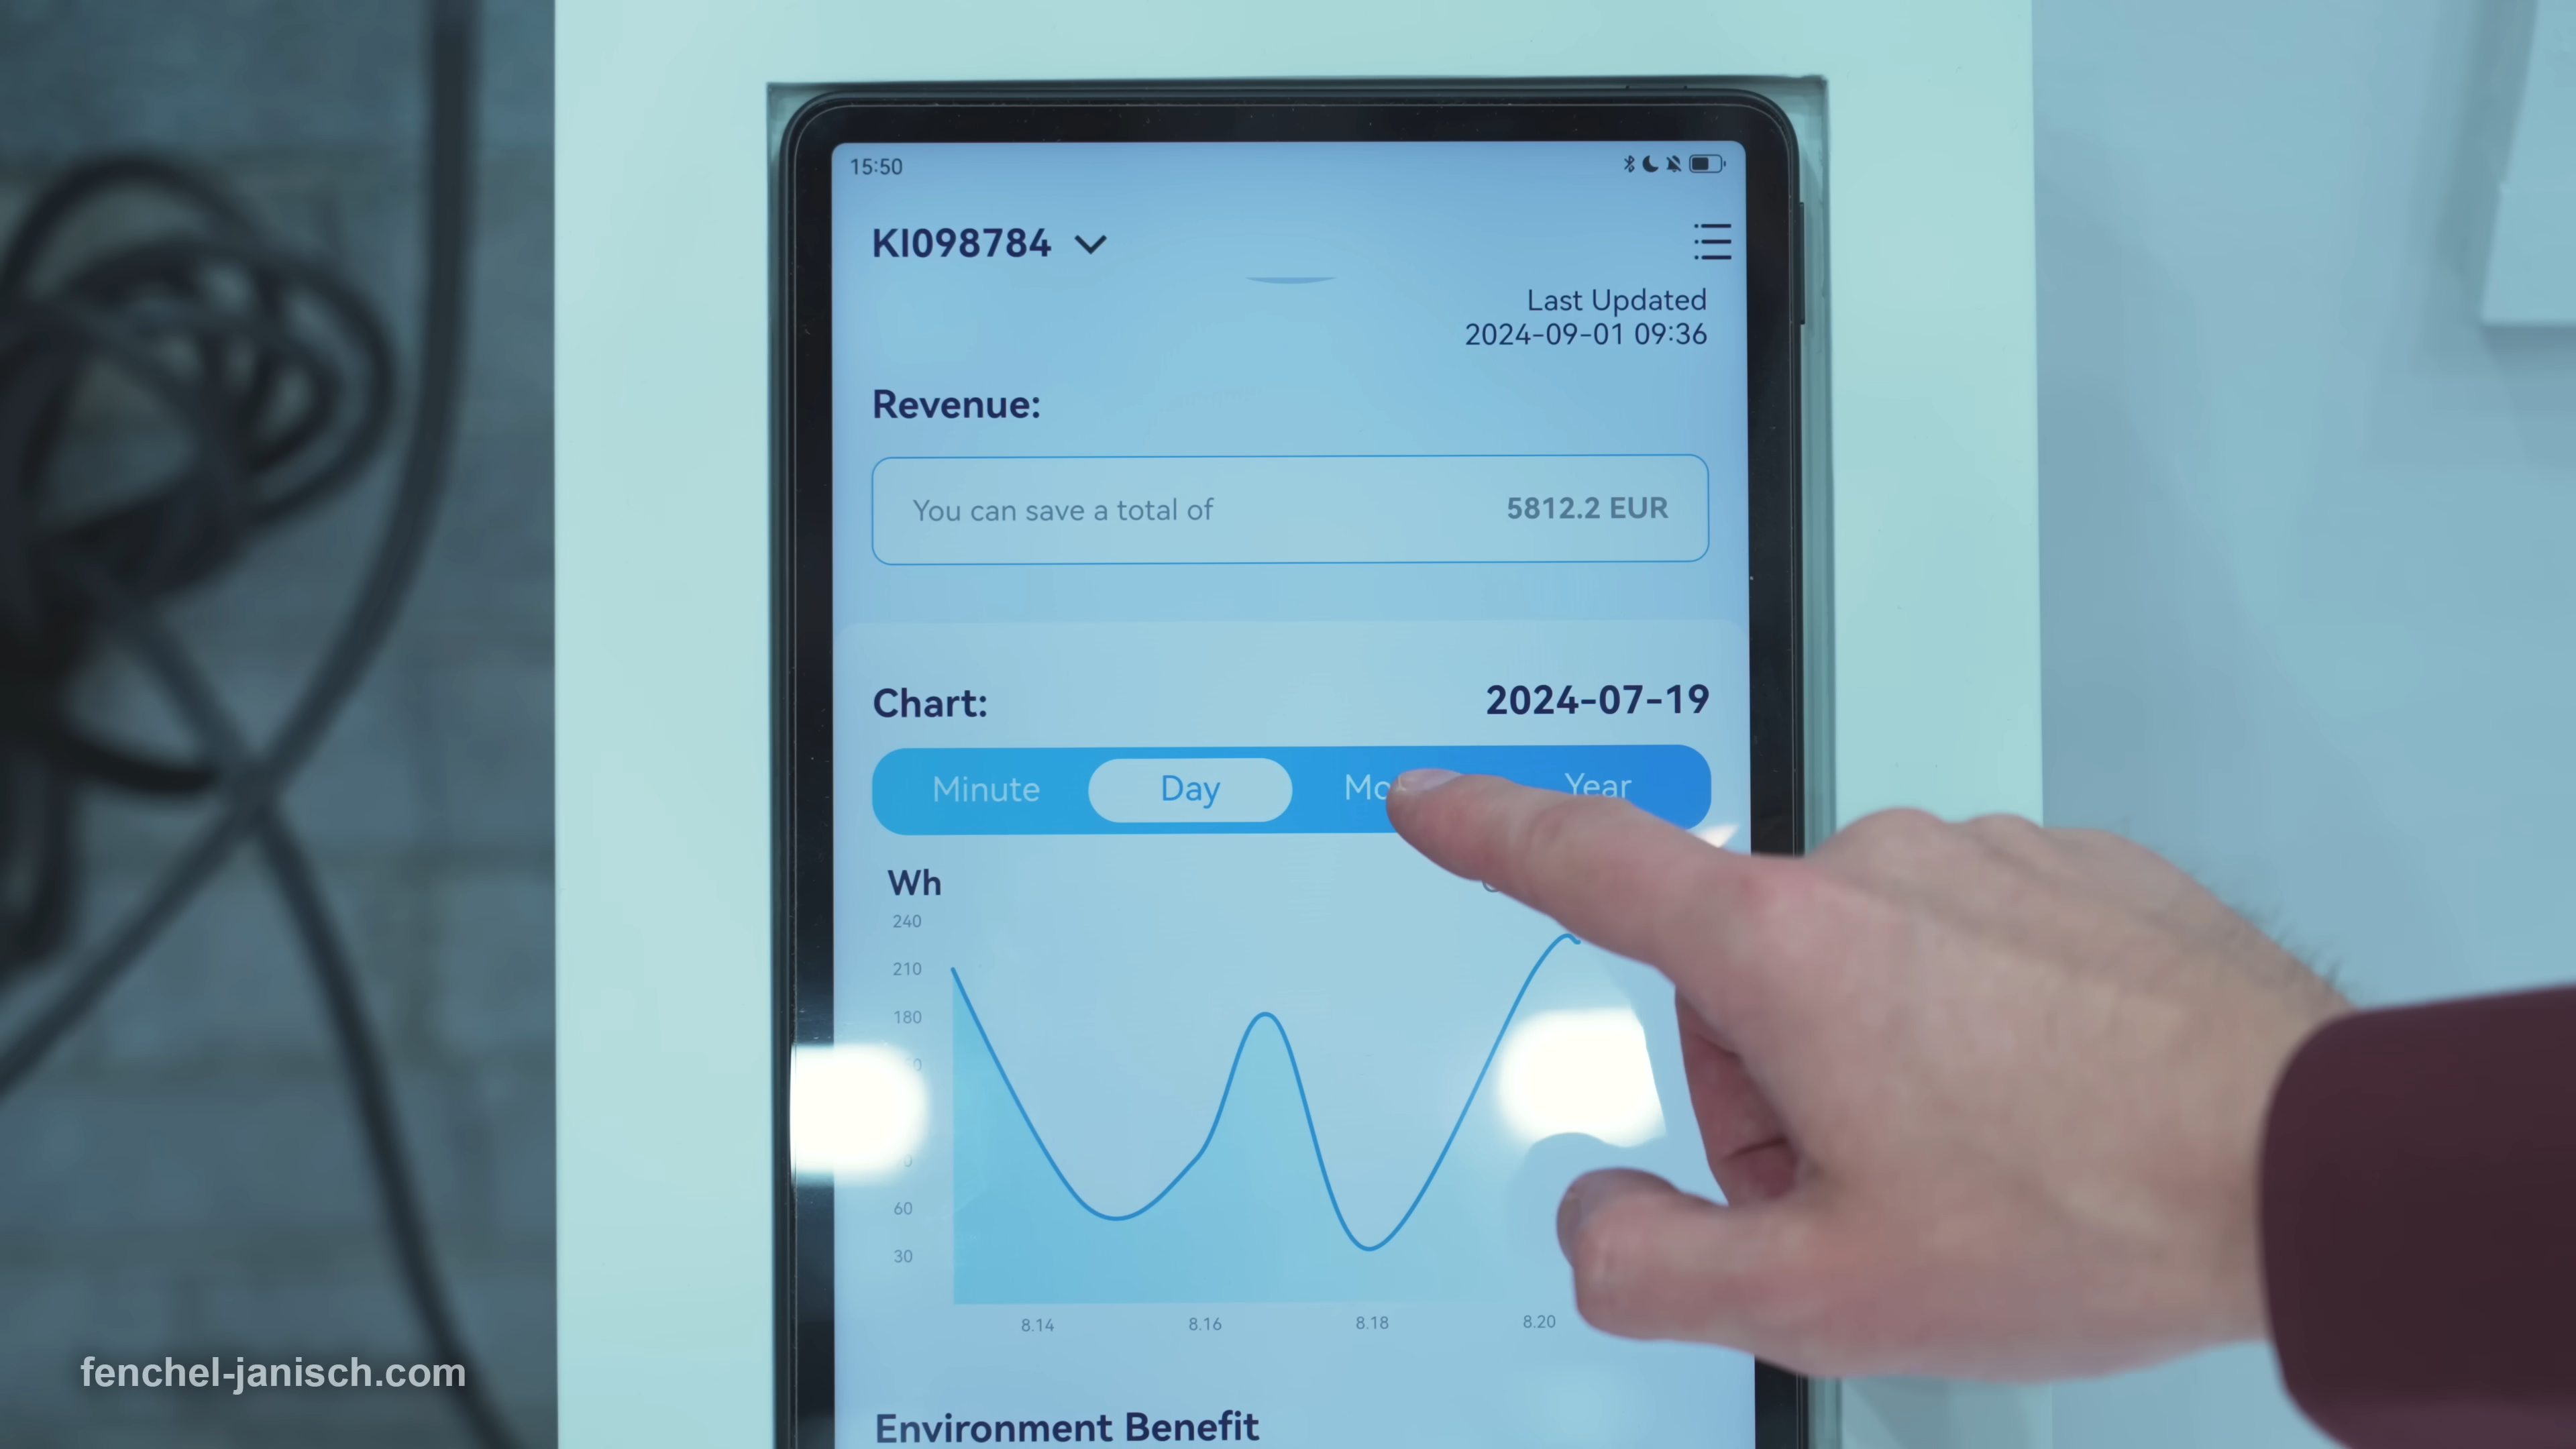 15:50
KI098784
Last Updated
2024-09-01 09:36
Revenue:
You can save a total of 5812.2 EUR
Chart: 2024-07-19
Minute Day Year
Wh
240
210
180
60
30
8.14 8.16 8.18 8.20
Environment Benefit
fenchel-janisch.com